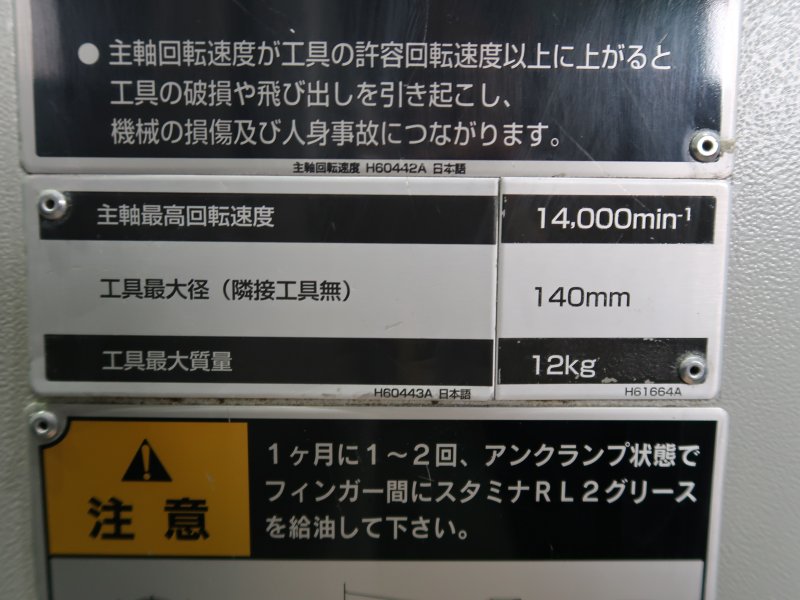 ● 主軸回転速度が工具の許容回転速度以上に上がると
工具の破損や飛び出しを引き起こし、
機械の損傷及び人身事故につながります。
主軸回転速度 H60442A 日本語
主軸最高回転速度 14,000min-1
工具最大径（隣接工具無） 140mm
工具最大質量 12kg
H60443A 日本語 H61664A
注意
1ヶ月に1～2回、アンクランプ状態で
フィンガー間にスタミナRL2グリース
を給油して下さい。